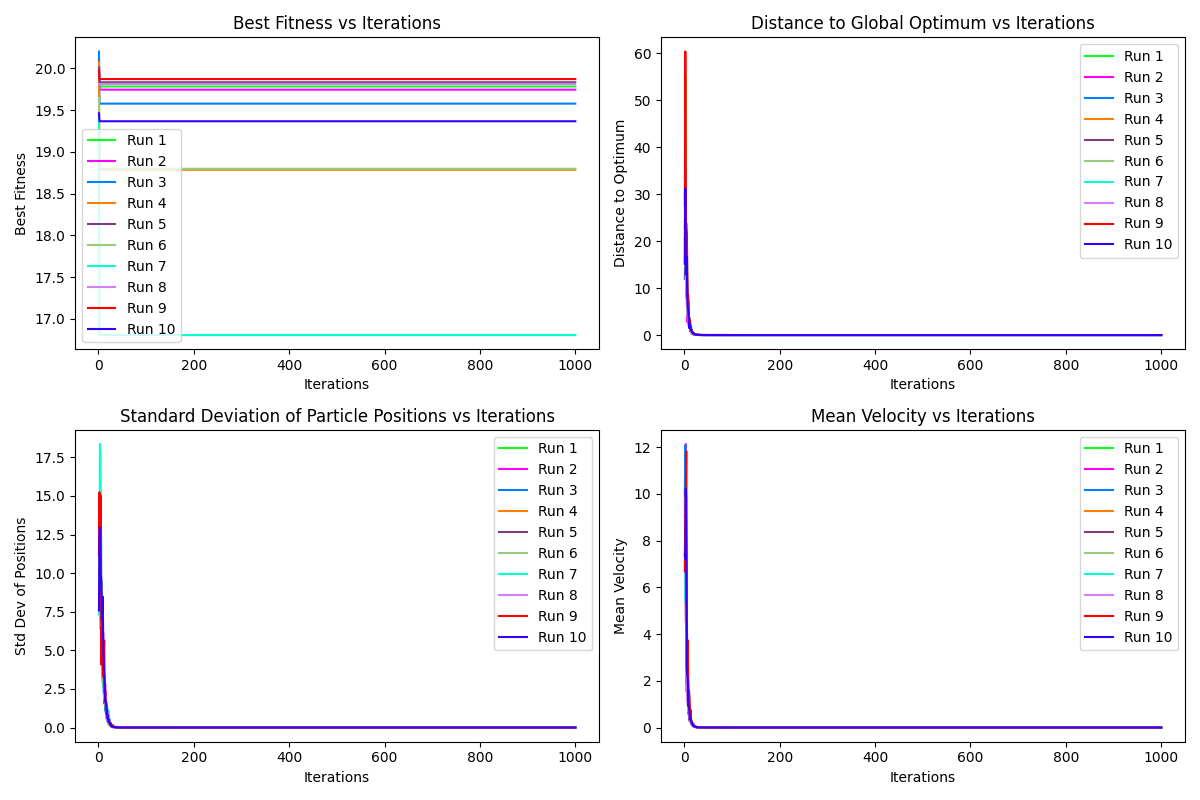 Best Fitness vs Iterations
Best Fitness
20.0
19.5
19.0
18.5
18.0
17.5
17.0
Run 1
Run 2
Run 3
Run 4
Run 5
Run 6
Run 7
Run 8
Run 9
Run 10
0 200 400 600 800 1000
Iterations
Distance to Global Optimum vs Iterations
Distance to Optimum
60
50
40
30
20
10
0
Run 1
Run 2
Run 3
Run 4
Run 5
Run 6
Run 7
Run 8
Run 9
Run 10
0 200 400 600 800 1000
Iterations
Standard Deviation of Particle Positions vs Iterations
Std Dev of Positions
17.5
15.0
12.5
10.0
7.5
5.0
2.5
0.0
Run 1
Run 2
Run 3
Run 4
Run 5
Run 6
Run 7
Run 8
Run 9
Run 10
0 200 400 600 800 1000
Iterations
Mean Velocity vs Iterations
Mean Velocity
12
10
8
6
4
2
0
Run 1
Run 2
Run 3
Run 4
Run 5
Run 6
Run 7
Run 8
Run 9
Run 10
0 200 400 600 800 1000
Iterations